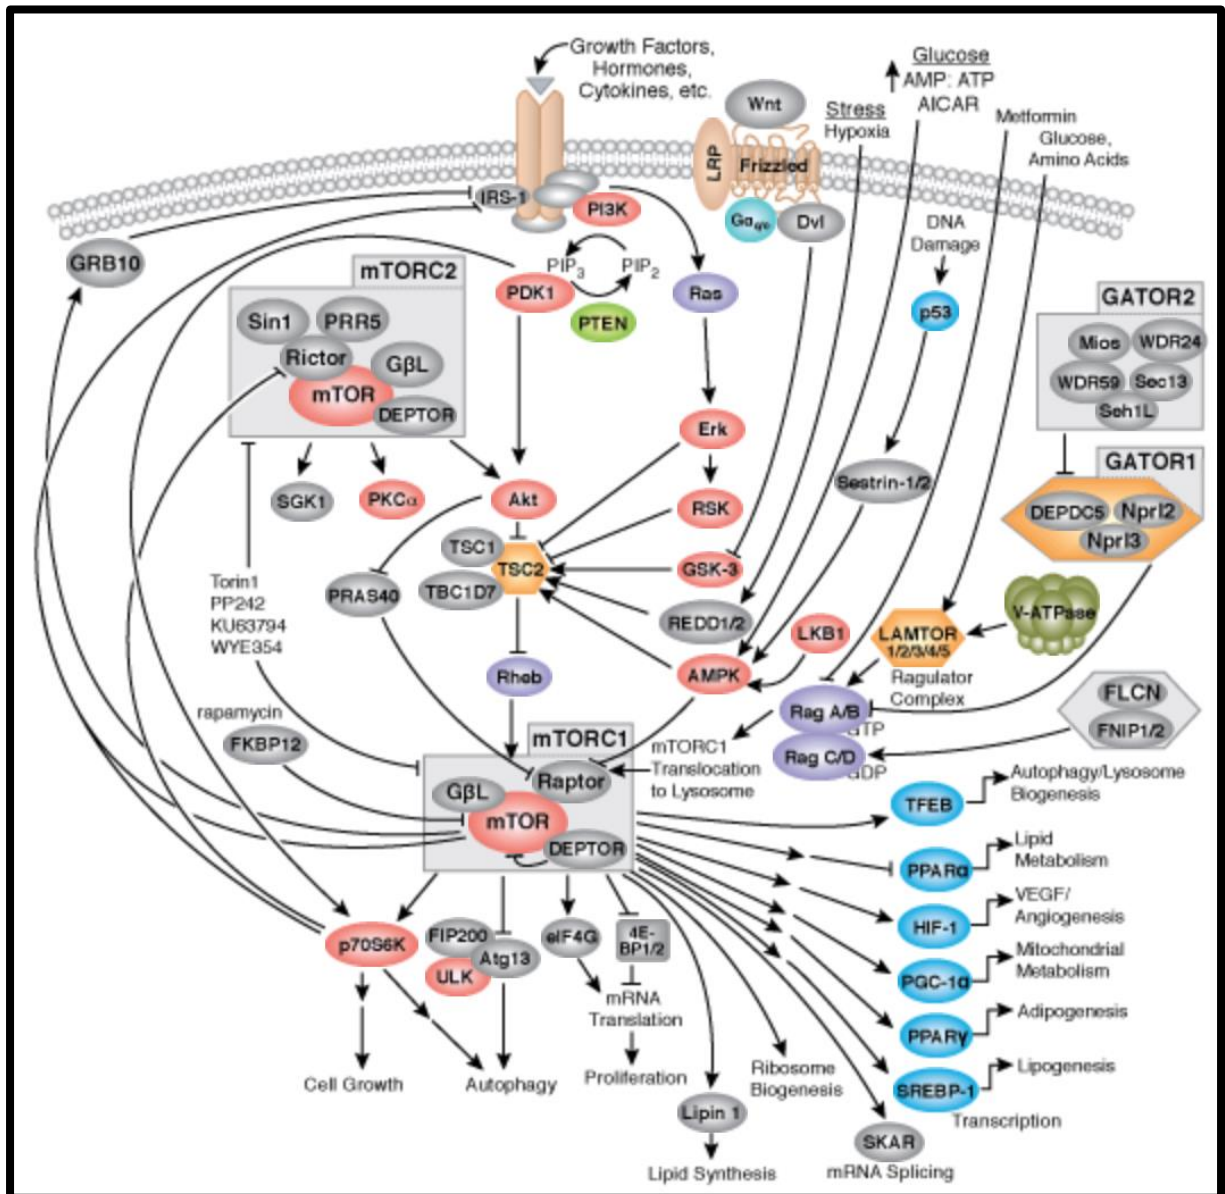 Growth Factors,
Hormones,
Cytokines, etc.
Glucose
AMP: ATP
AICAR
Wnt
Stress
Hypoxia
Metformin
Glucose,
Amino Acids
LRP
Frizzled
IRS-1
PI3K
Gαq/o
Dvl
DNA
Damage
GRB10
mTORC2
PIP3
PIP2
PDK1
Ras
PTEN
p53
GATOR2
Sin1
PRR5
Rictor
GβL
mTOR
DEPTOR
Mios
WDR24
WDR59
Sec13
Seh1L
Erk
GATOR1
SGK1
PKCα
Akt
RSK
Sestrin-1/2
DEPDC5
Nprl2
Nprl3
TSC1
TSC2
TBC1D7
GSK-3
Torin1
PP242
KU63794
WYE354
PRAS40
REDD1/2
LKB1
LAMTOR
1/2/3/4/5
V-ATPase
Rheb
AMPK
Ragulator
Complex
FLCN
FNIP1/2
rapamycin
FKBP12
mTORC1
Rag A/B
GTP
Rag C/D
GDP
mTORC1
Translocation
to Lysosome
Raptor
GβL
mTOR
DEPTOR
TFEB
Autophagy/Lysosome
Biogenesis
PPARα
Lipid
Metabolism
HIF-1
VEGF/
Angiogenesis
p70S6K
FIP200
Atg13
ULK
eIF4G
4E-
BP1/2
PGC-1α
Mitochondrial
Metabolism
mRNA
Translation
PPARγ
Adipogenesis
Cell Growth
Autophagy
Proliferation
Ribosome
Biogenesis
SREBP-1
Lipogenesis
Transcription
Lipin 1
SKAR
Lipid Synthesis
mRNA Splicing